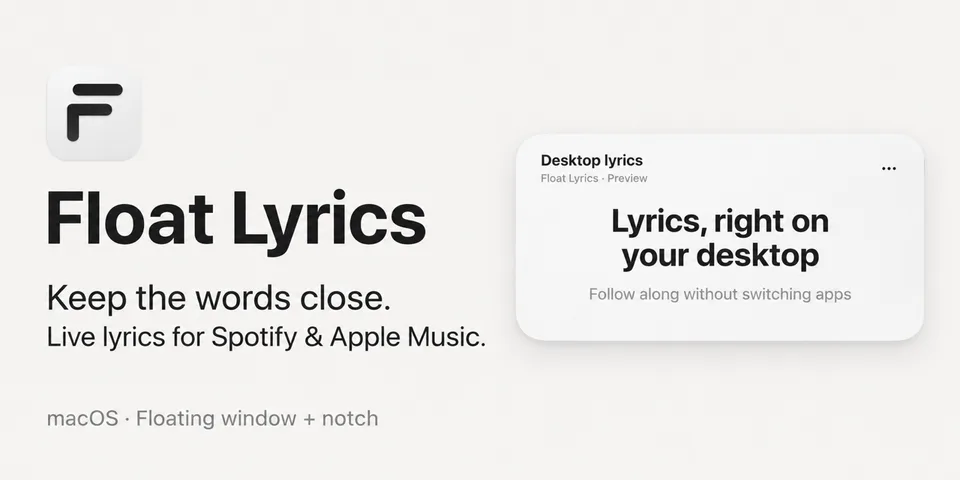 F
Float Lyrics
Keep the words close.
Live lyrics for Spotify & Apple Music.
macOS · Floating window + notch
Desktop lyrics
Float Lyrics · Preview
Lyrics, right on
your desktop
Follow along without switching apps